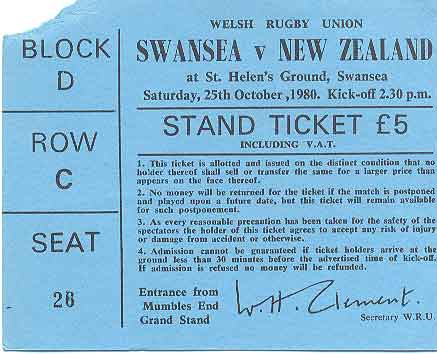 BLOCK
D
ROW
C
SEAT
26
WELSH RUGBY UNION
SWANSEA v NEW ZEALAND
at St. Helen's Ground, Swansea
Saturday, 25th October ,1980. Kick-off 2.30 p.m.
STAND TICKET £5
INCLUDING V.A.T.
1. This ticket is allotted and issued on the distinct condition that no
holder thereof shall sell or transfer the same for a larger price than
appears on the face thereof.
2. No money will be returned for the ticket if the match is postponed
and played upon a future date, but this ticket will remain available
for such postponement.
3. As every reasonable precaution has been taken for the safety of the
spectators the holder of this ticket agrees to accept any risk of injury
or damage from accident or otherwise.
4. Admission cannot be guaranteed if ticket holders arrive at the
ground less than 30 minutes before the advertised time of kick-off.
If admission is refused no money will be refunded.
Entrance from
Mumbles End
Grand Stand
W.H. Clement.
Secretary W.R.U.